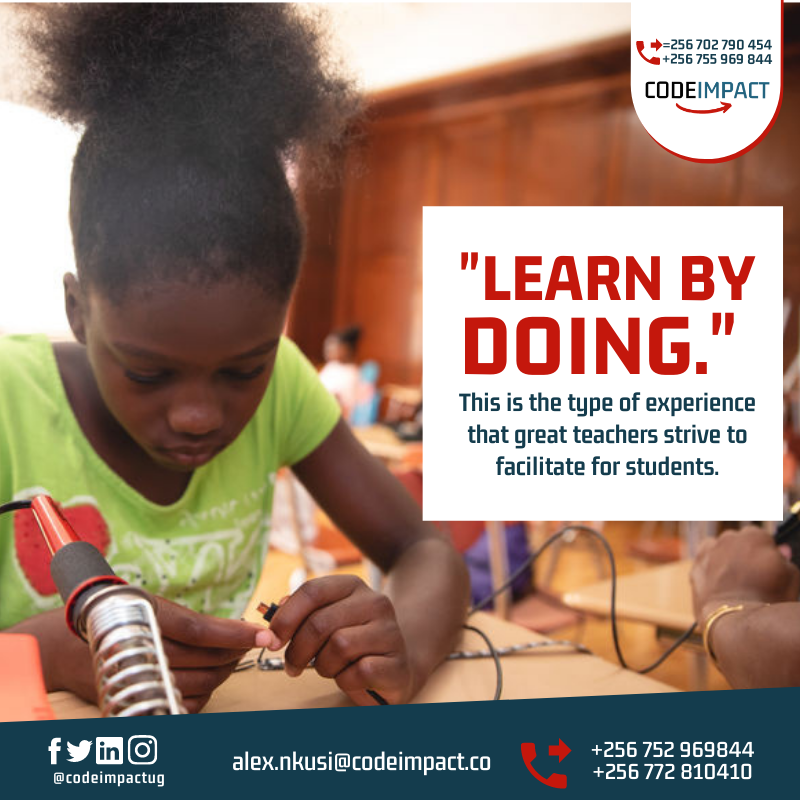 =256 702 790 454
+256 755 969 844
CODEIMPACT
"LEARN BY
DOING."
This is the type of experience
that great teachers strive to
facilitate for students.
@codeimpactug
alex.nkusi@codeimpact.co
+256 752 969844
+256 772 810410